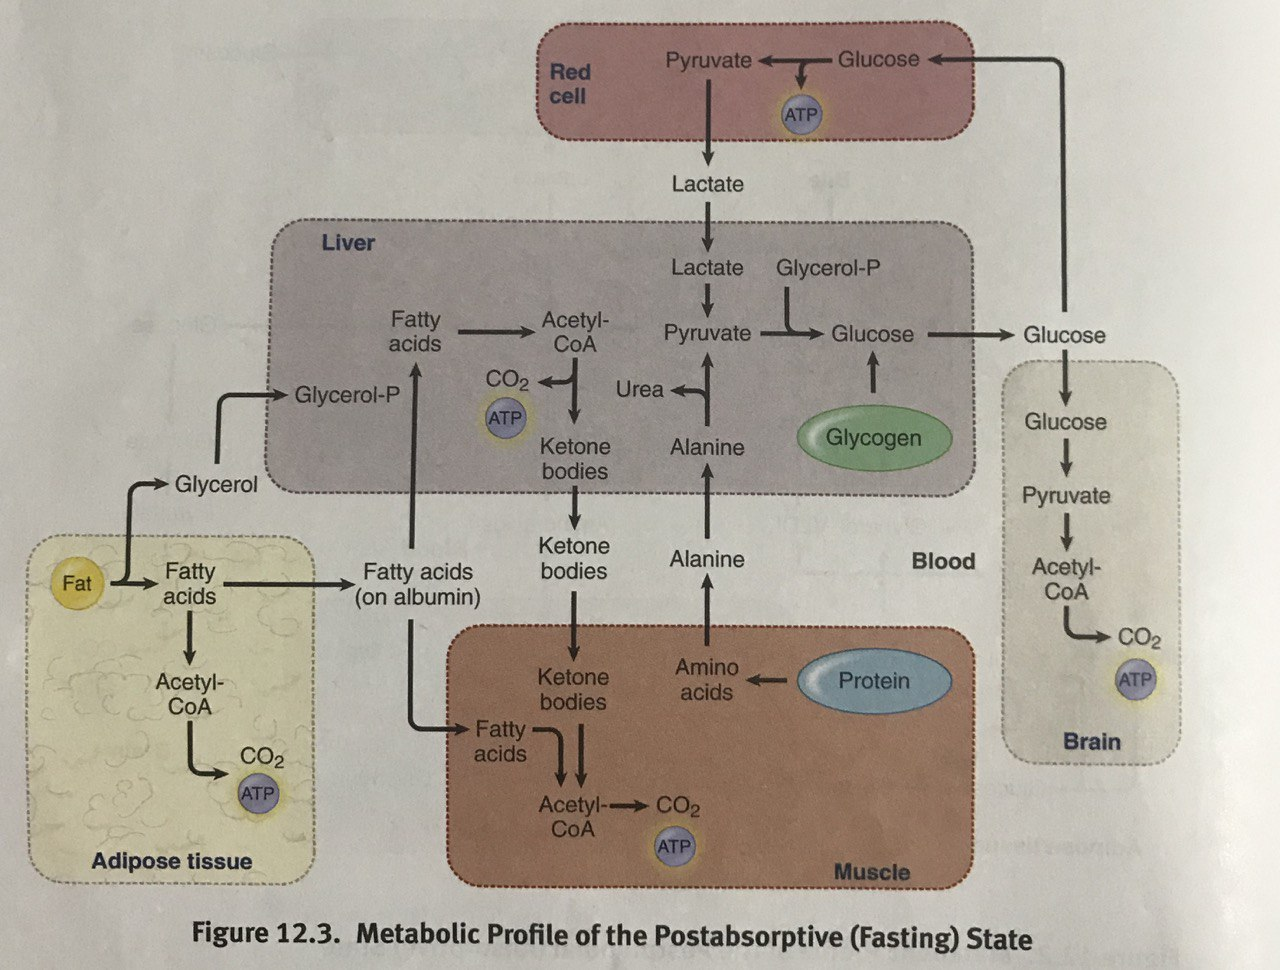 Red
cell
Pyruvate
Glucose
ATP
Lactate
Liver
Lactate
Glycerol-P
Fatty
acids
Acetyl-
CoA
Pyruvate
Glucose
Glucose
CO₂
ATP
Urea
Glycerol-P
Ketone
bodies
Alanine
Glycogen
Glucose
Pyruvate
Acetyl-
CoA
CO₂
ATP
Brain
Glycerol
Fat
Fatty
acids
Fatty acids
(on albumin)
Ketone
bodies
Alanine
Blood
Acetyl-
CoA
CO₂
ATP
Adipose tissue
Ketone
bodies
Amino
acids
Protein
Fatty
acids
Acetyl-
CoA
CO₂
ATP
Muscle
Figure 12.3. Metabolic Profile of the Postabsorptive (Fasting) State